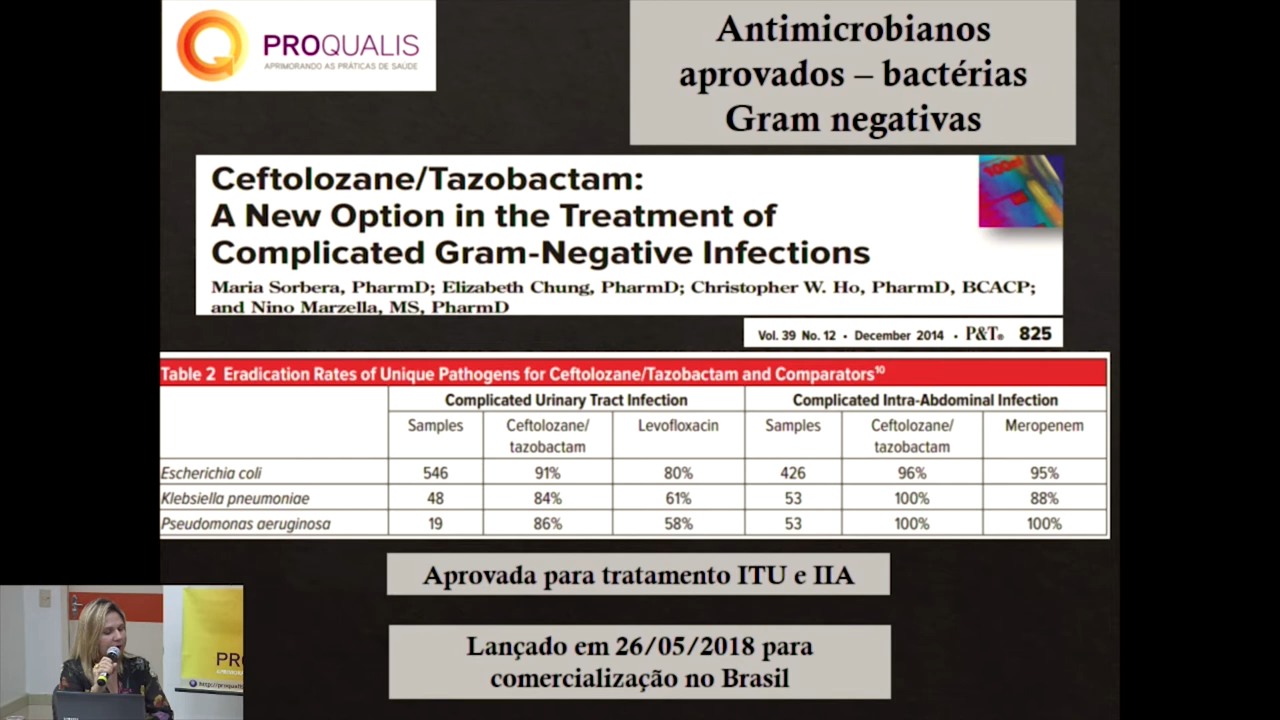 PROQUALIS
APRIMORANDO AS PRÁTICAS DE SAÚDE
Antimicrobianos
aprovados – bactérias
Gram negativas
Ceftolozane/Tazobactam:
A New Option in the Treatment of
Complicated Gram-Negative Infections
Maria Sorbera, PharmD; Elizabeth Chung, PharmD; Christopher W. Ho, PharmD, BCACP;
and Nino Marzella, MS, PharmD
Vol. 39 No. 12 • December 2014 • P&T® 825
Table 2 Eradication Rates of Unique Pathogens for Ceftolozane/Tazobactam and Comparators¹⁰
Complicated Urinary Tract Infection Complicated Intra-Abdominal Infection
Samples Ceftolozane/ Levofloxacin Samples Ceftolozane/ Meropenem
tazobactam tazobactam
Escherichia coli 546 91% 80% 426 96% 95%
Klebsiella pneumoniae 48 84% 61% 53 100% 88%
Pseudomonas aeruginosa 19 86% 58% 53 100% 100%
Aprovada para tratamento ITU e IIA
Lançado em 26/05/2018 para
comercialização no Brasil
PR